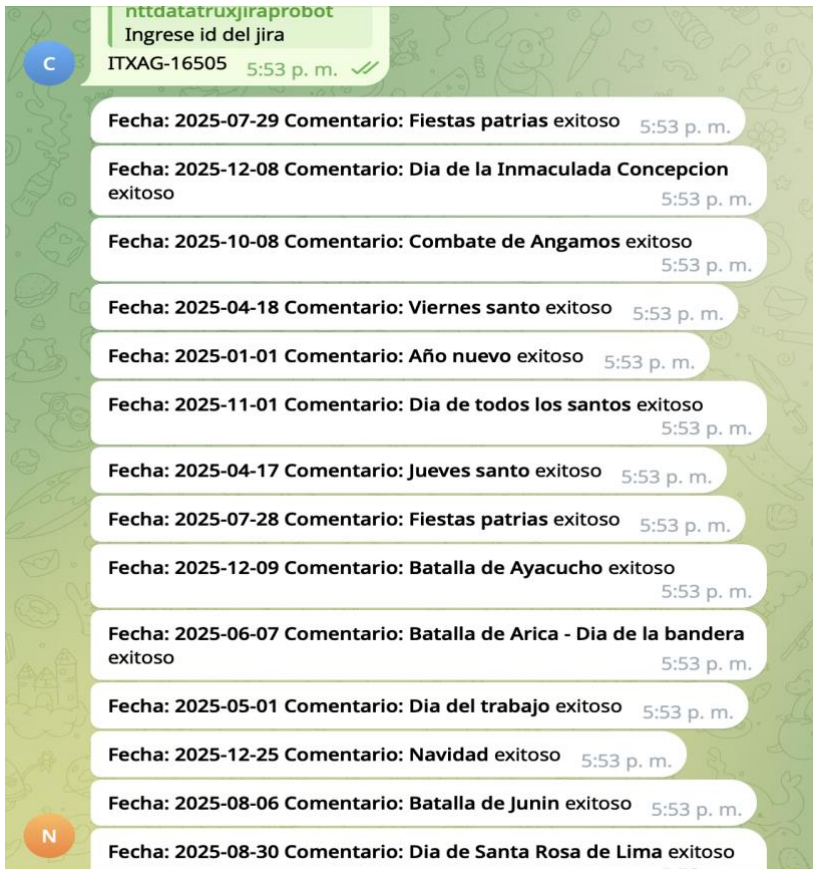 nttdatatruxjiraprobot
Ingrese id del jira
C
ITXAG-16505 5:53 p. m.
Fecha: 2025-07-29 Comentario: Fiestas patrias exitoso 5:53 p. m.
Fecha: 2025-12-08 Comentario: Dia de la Inmaculada Concepcion
exitoso 5:53 p. m.
Fecha: 2025-10-08 Comentario: Combate de Angamos exitoso
5:53 p. m.
Fecha: 2025-04-18 Comentario: Viernes santo exitoso 5:53 p. m.
Fecha: 2025-01-01 Comentario: Año nuevo exitoso 5:53 p. m.
Fecha: 2025-11-01 Comentario: Dia de todos los santos exitoso
5:53 p. m.
Fecha: 2025-04-17 Comentario: Jueves santo exitoso 5:53 p. m.
Fecha: 2025-07-28 Comentario: Fiestas patrias exitoso 5:53 p. m.
Fecha: 2025-12-09 Comentario: Batalla de Ayacucho exitoso
5:53 p. m.
Fecha: 2025-06-07 Comentario: Batalla de Arica - Dia de la bandera
exitoso 5:53 p. m.
Fecha: 2025-05-01 Comentario: Dia del trabajo exitoso 5:53 p. m.
Fecha: 2025-12-25 Comentario: Navidad exitoso 5:53 p. m.
Fecha: 2025-08-06 Comentario: Batalla de Junin exitoso 5:53 p. m.
N
Fecha: 2025-08-30 Comentario: Dia de Santa Rosa de Lima exitoso